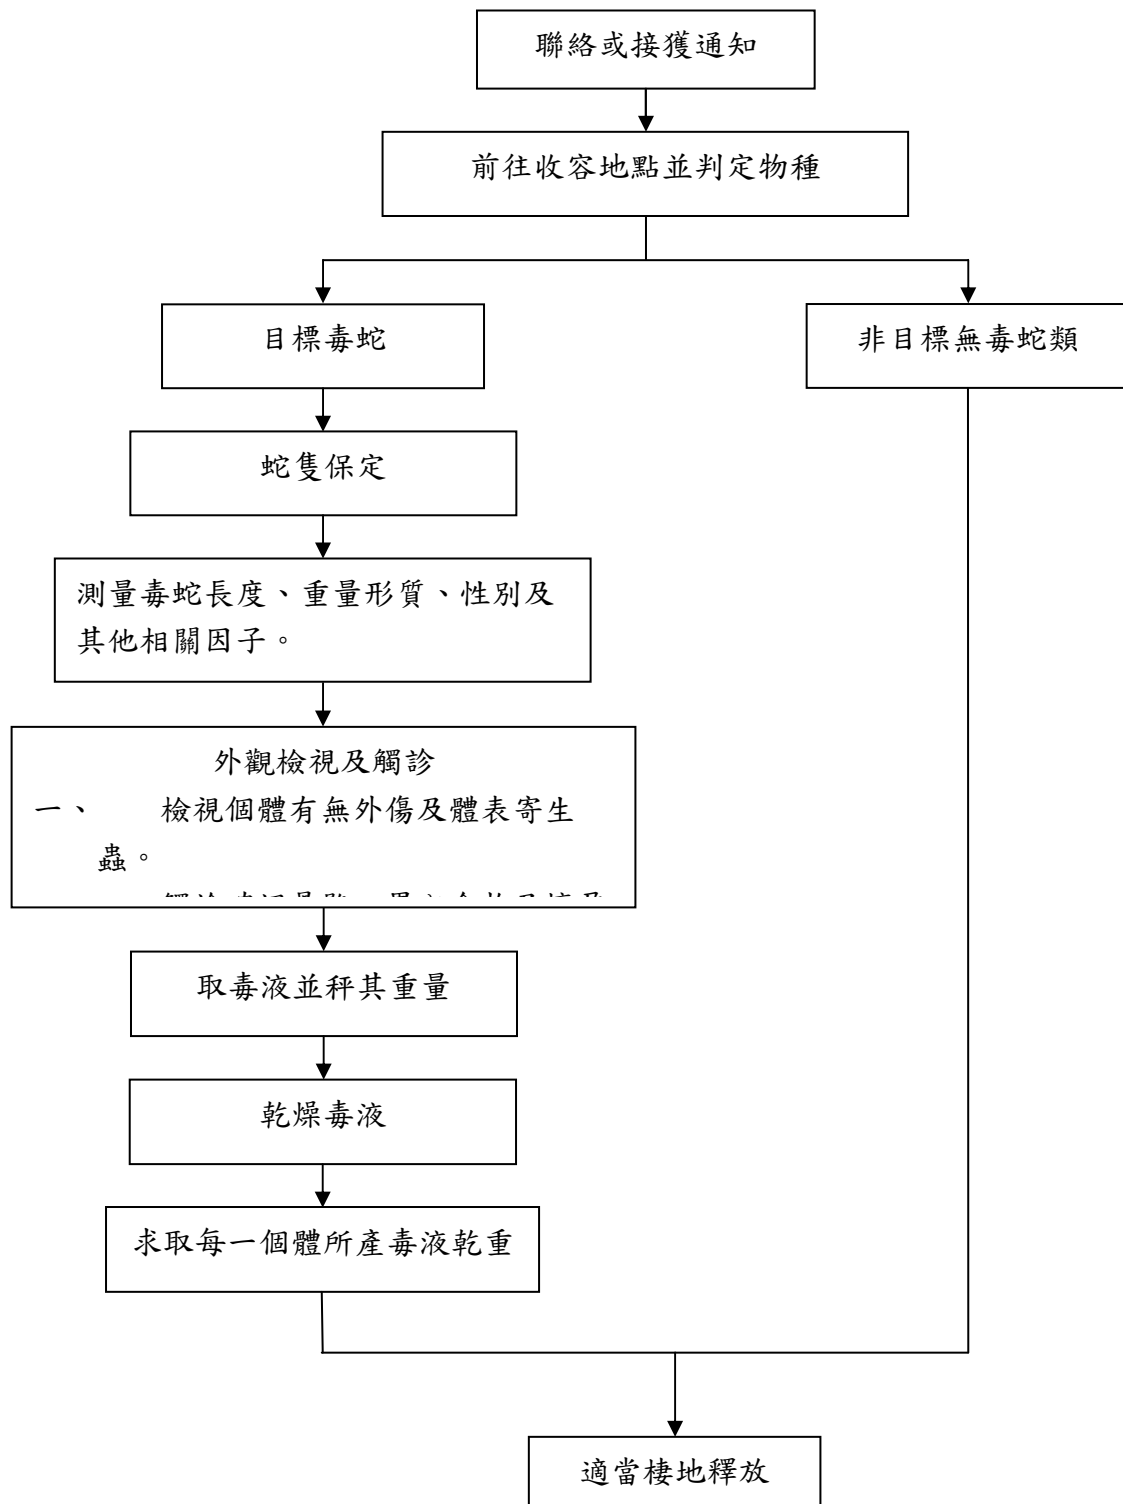 聯絡或接獲通知
前往收容地點並判定物種
目標毒蛇
非目標無毒蛇類
蛇隻保定
測量毒蛇長度、重量形質、性別及
其他相關因子。
外觀檢視及觸診
一、 檢視個體有無外傷及體表寄生
蟲。
取毒液並秤其重量
乾燥毒液
求取每一個體所產毒液乾重
適當棲地釋放